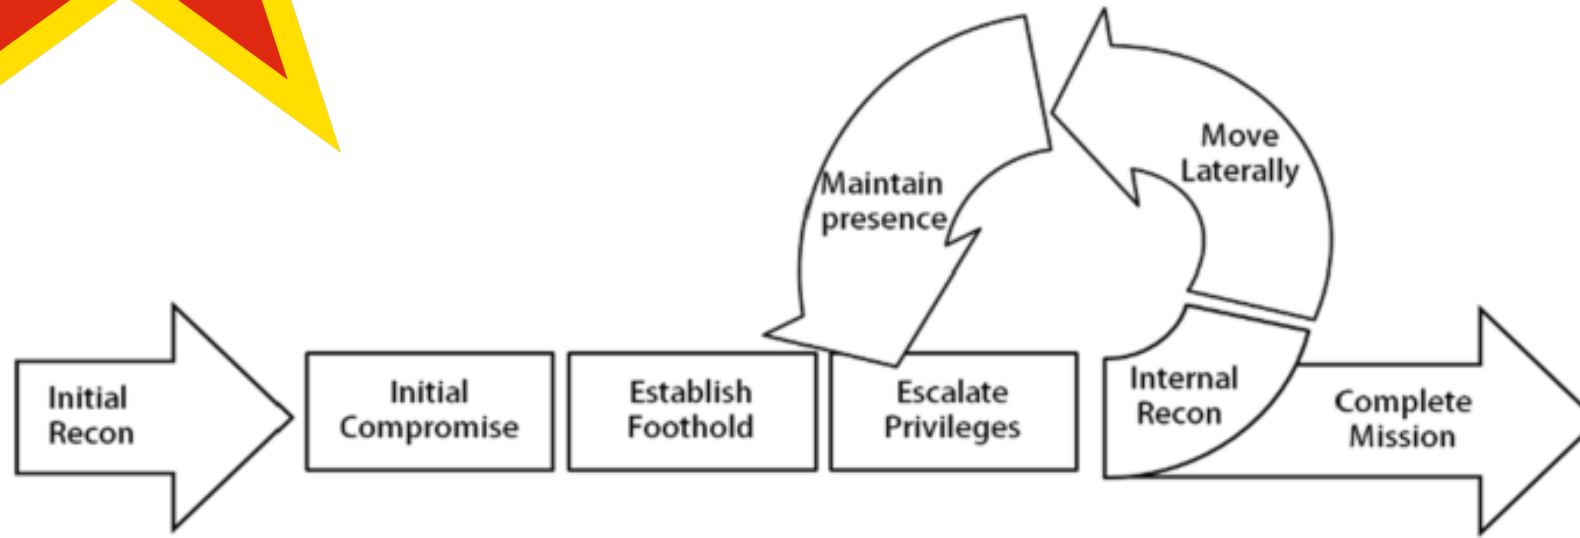 Initial
Recon
Initial
Compromise
Establish
Foothold
Escalate
Privileges
Internal
Recon
Move
Laterally
Maintain
presence
Complete
Mission